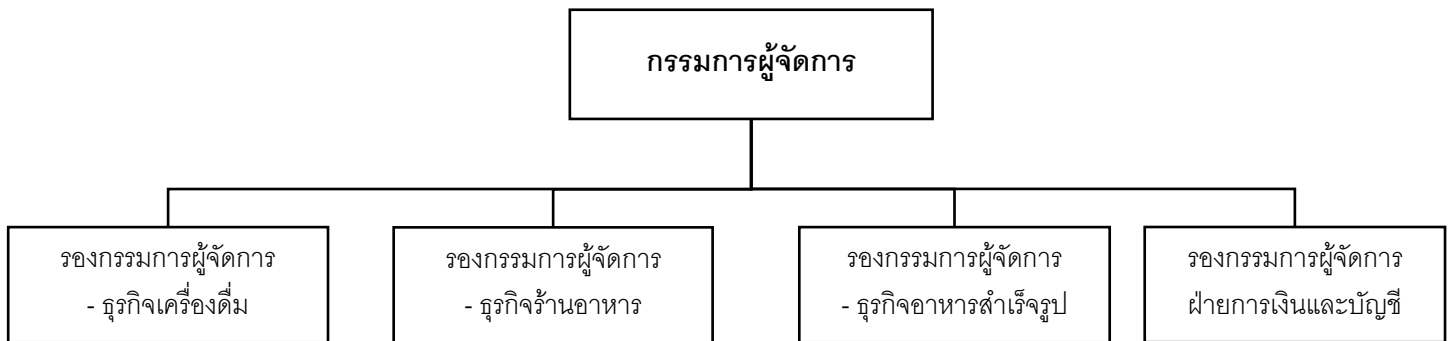 กรรมการผู้จัดการ
รองกรรมการผู้จัดการ
- ธุรกิจเครื่องดื่ม
รองกรรมการผู้จัดการ
- ธุรกิจร้านอาหาร
รองกรรมการผู้จัดการ
- ธุรกิจอาหารสำเร็จรูป
รองกรรมการผู้จัดการ
ฝ่ายการเงินและบัญชี